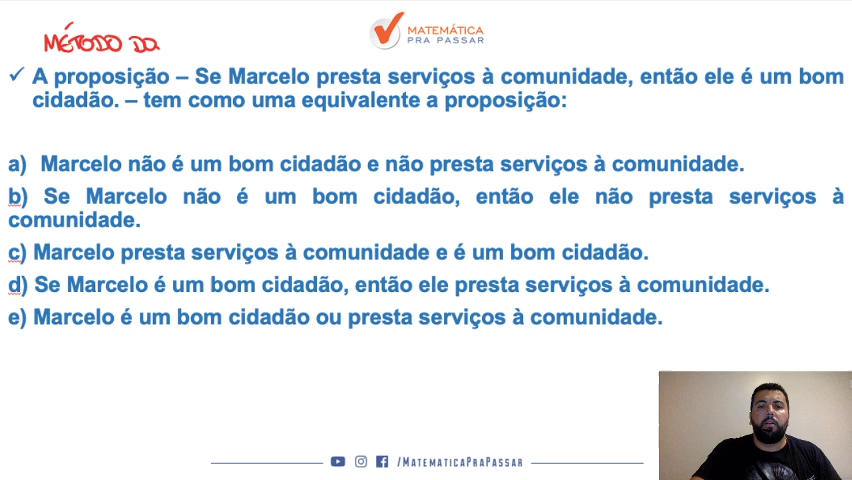 MATEMÁTICA
PRA PASSAR
MÉTODO DA
✓ A proposição – Se Marcelo presta serviços à comunidade, então ele é um bom
cidadão. – tem como uma equivalente a proposição:
a) Marcelo não é um bom cidadão e não presta serviços à comunidade.
b) Se Marcelo não é um bom cidadão, então ele não presta serviços à
comunidade.
c) Marcelo presta serviços à comunidade e é um bom cidadão.
d) Se Marcelo é um bom cidadão, então ele presta serviços à comunidade.
e) Marcelo é um bom cidadão ou presta serviços à comunidade.
/MATEMATICAPRAPASSAR